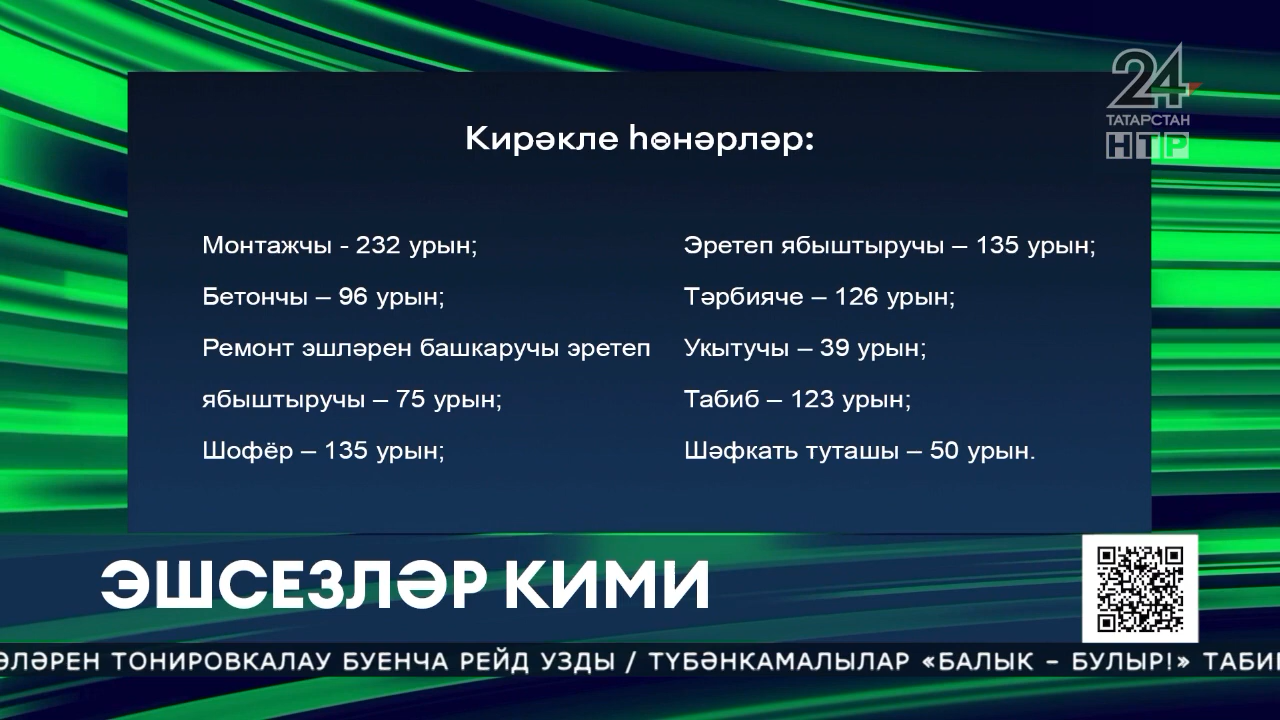 24
ТАТАРСТАН
НТР
Кирәкле һөнәрләр:
Монтажчы - 232 урын;
Бетончы – 96 урын;
Ремонт эшләрен башкаручы эретеп
ябыштыручы – 75 урын;
Шофёр – 135 урын;
Эретеп ябыштыручы – 135 урын;
Тәрбияче – 126 урын;
Укытучы – 39 урын;
Табиб – 123 урын;
Шәфкать туташы – 50 урын.
ЭШСЕЗЛӘР КИМИ
ӘЛӘРЕН ТОНИРОВКАЛАУ БУЕНЧА РЕЙД УЗДЫ / ТҮБӘНКАМАЛЫЛАР «БАЛЫК – БУЛЫР!» ТАБИ